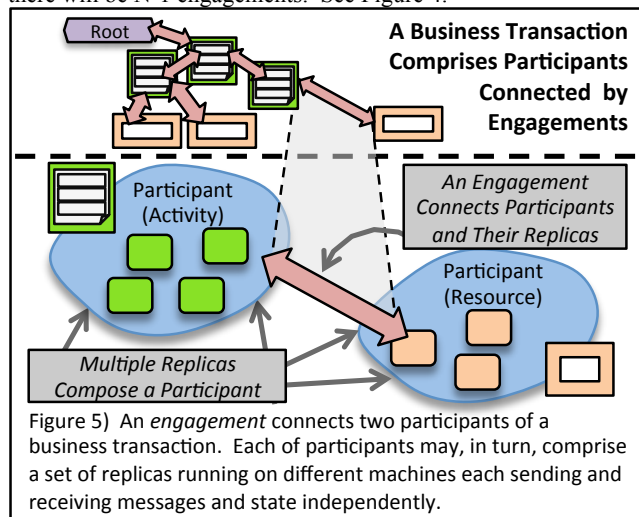 there will be N-1 engagements. See Figure 4.
Root
A Business Transaction
Comprises Participants
Connected by
Engagements
Participant
(Activity)
An Engagement
Connects Participants
and Their Replicas
Participant
(Resource)
Multiple Replicas
Compose a Participant
Figure 5) An engagement connects two participants of a
business transaction. Each of participants may, in turn, comprise
a set of replicas running on different machines each sending and
receiving messages and state independently.